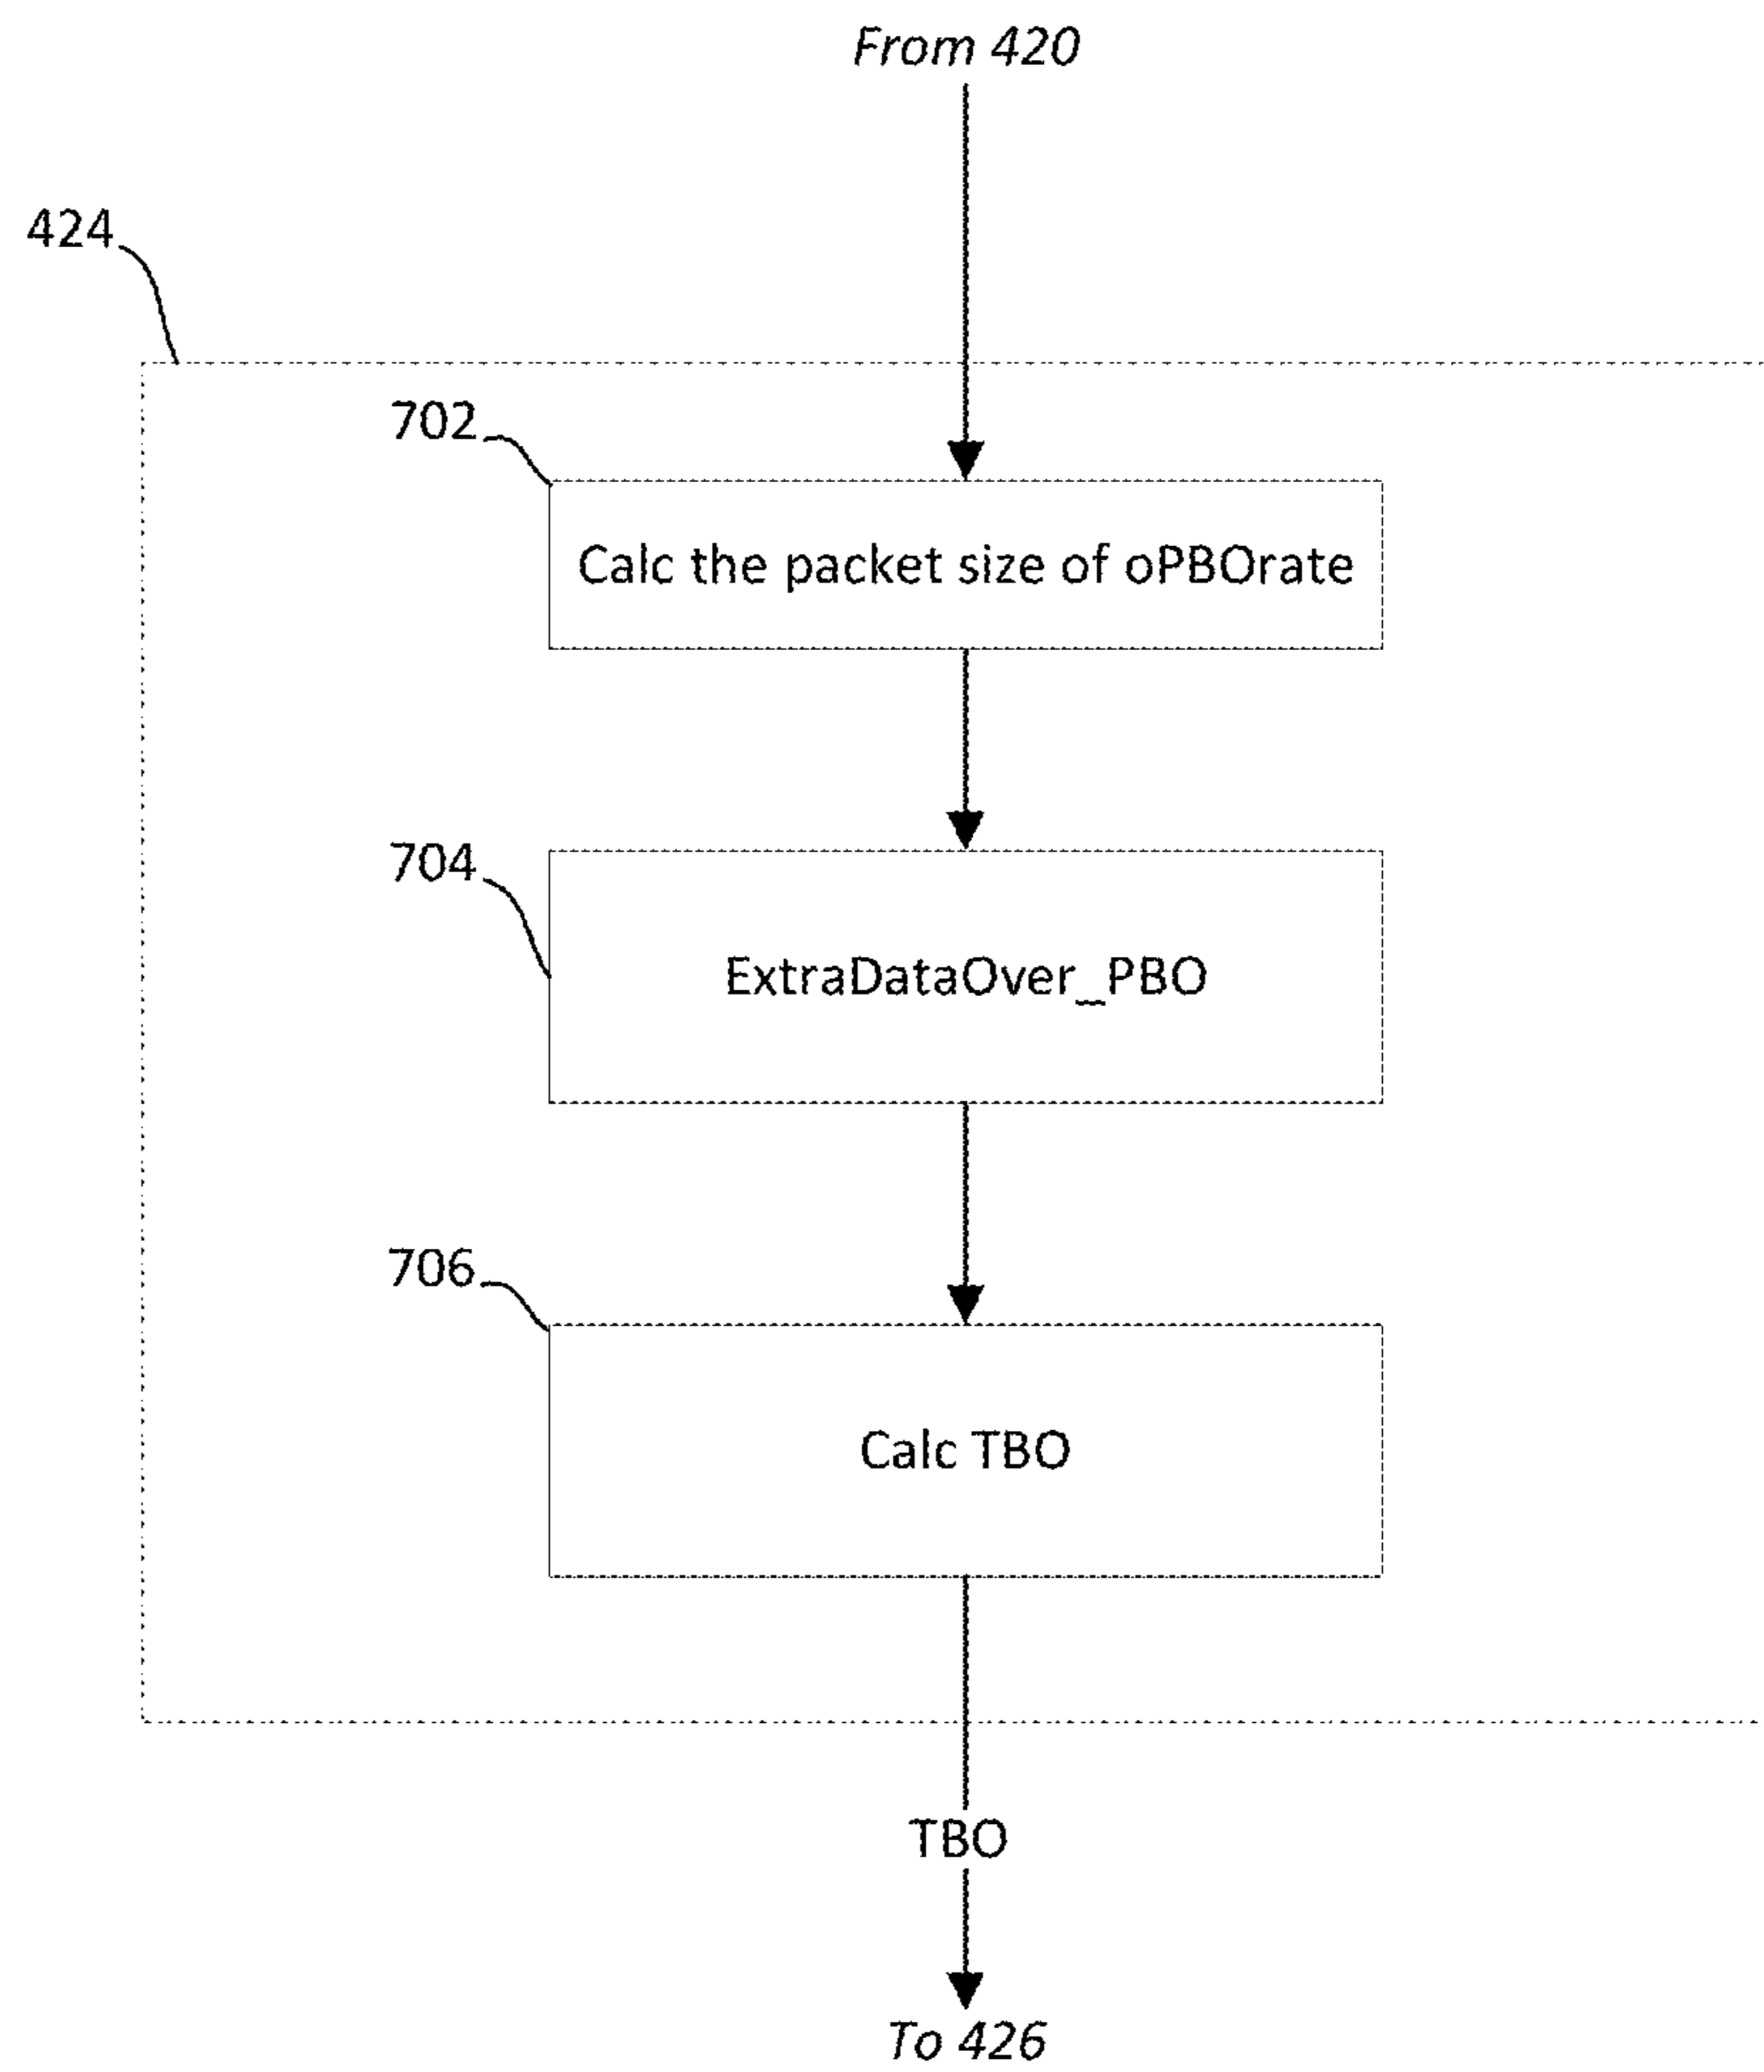 From 420
424
702
Calc the packet size of oPBOrate
704
ExtraDataOver_PBO
706
Calc TBO
TBO
To 426